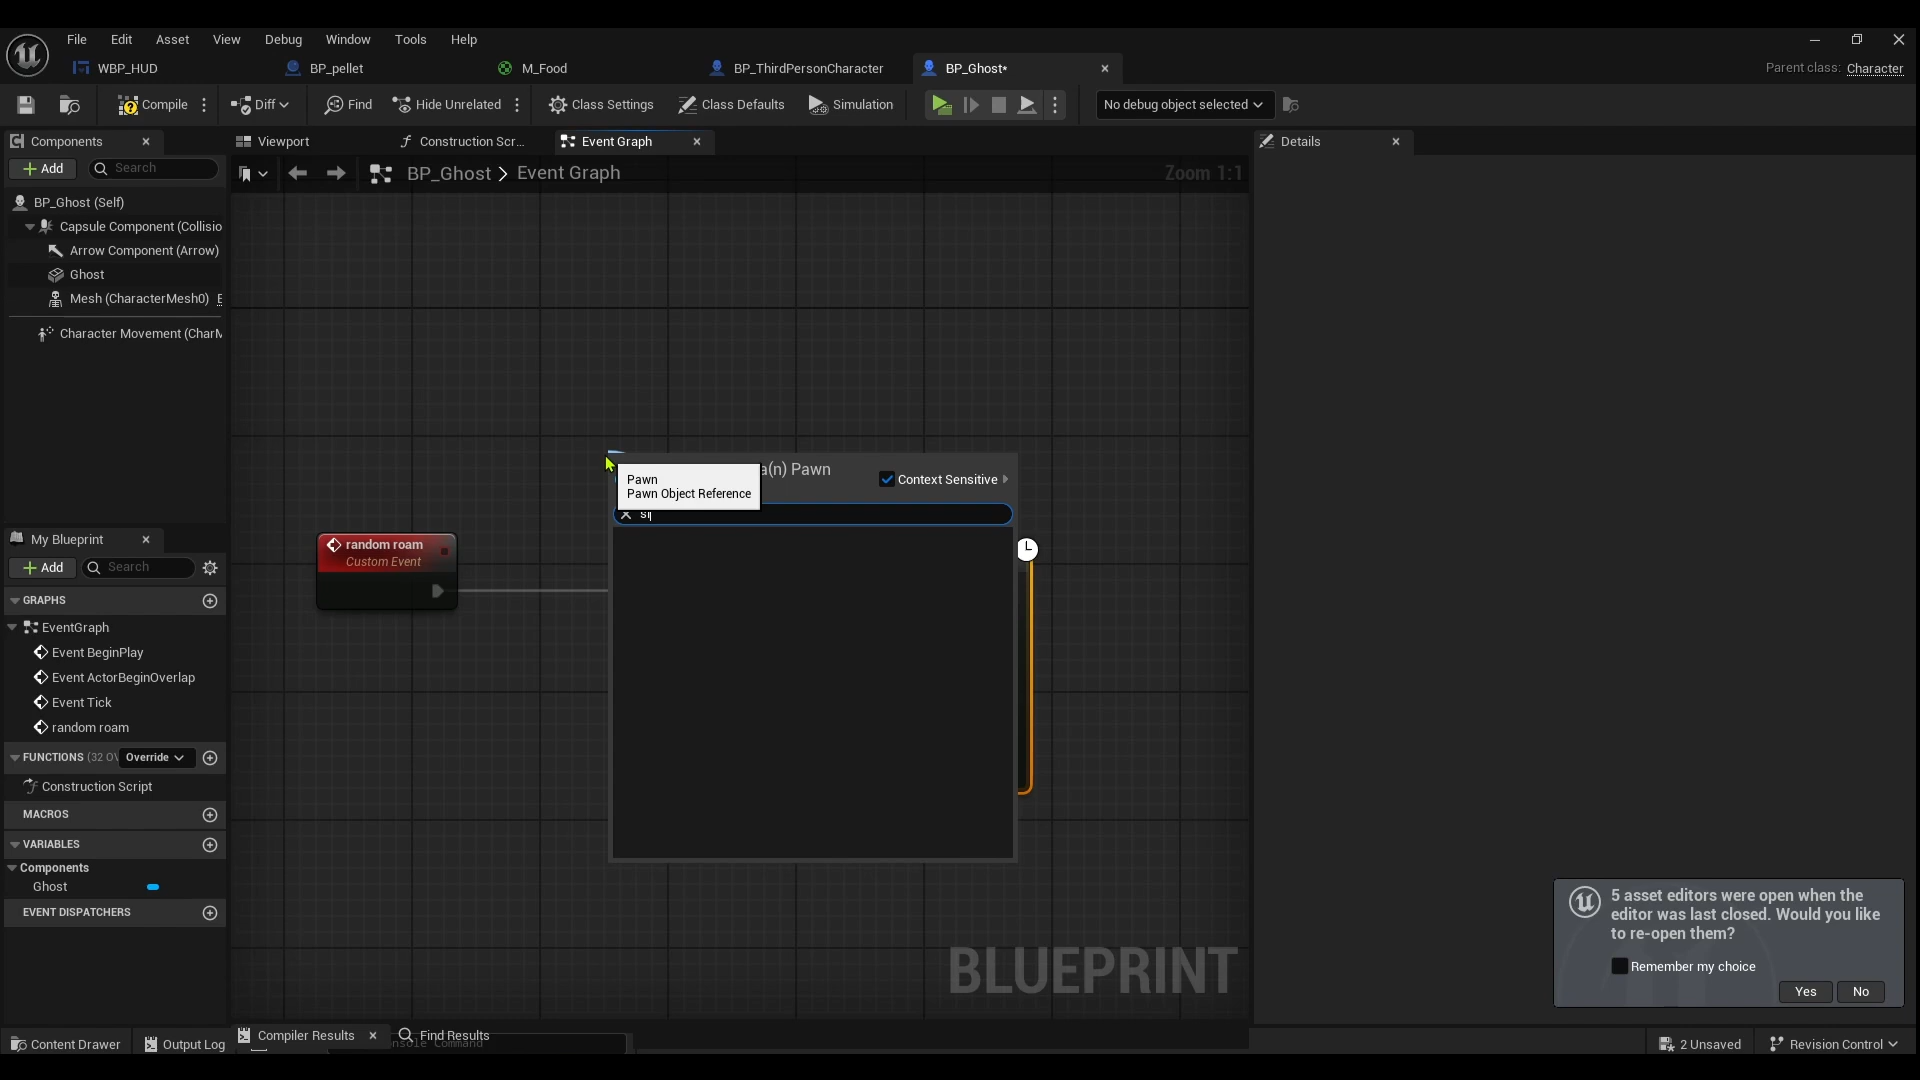 File Edit Asset View Debug Window Tools Help
WBP_HUD BP_pellet M_Food BP_ThirdPersonCharacter BP_Ghost*
Parent class: Character
Compile Diff Find Hide Unrelated Class Settings Class Defaults Simulation No debug object selected
Components Viewport Construction Scr... Event Graph Details
Add Search
BP_Ghost > Event Graph Zoom 1:1
BP_Ghost (Self)
Capsule Component (Collisio
Arrow Component (Arrow)
Ghost
Mesh (CharacterMesh0) E
Character Movement (CharM
a(n) Pawn
Context Sensitive
Pawn
Pawn Object Reference
random roam
Custom Event
My Blueprint
Add Search
GRAPHS
EventGraph
Event BeginPlay
Event ActorBeginOverlap
Event Tick
random roam
FUNCTIONS (32 OV Override
Construction Script
MACROS
VARIABLES
Components
Ghost
EVENT DISPATCHERS
BLUEPRINT
5 asset editors were open when the
editor was last closed. Would you like
to re-open them?
Remember my choice
Yes No
Compiler Results Find Results
Content Drawer Output Log nsole Command 2 Unsaved Revision Control